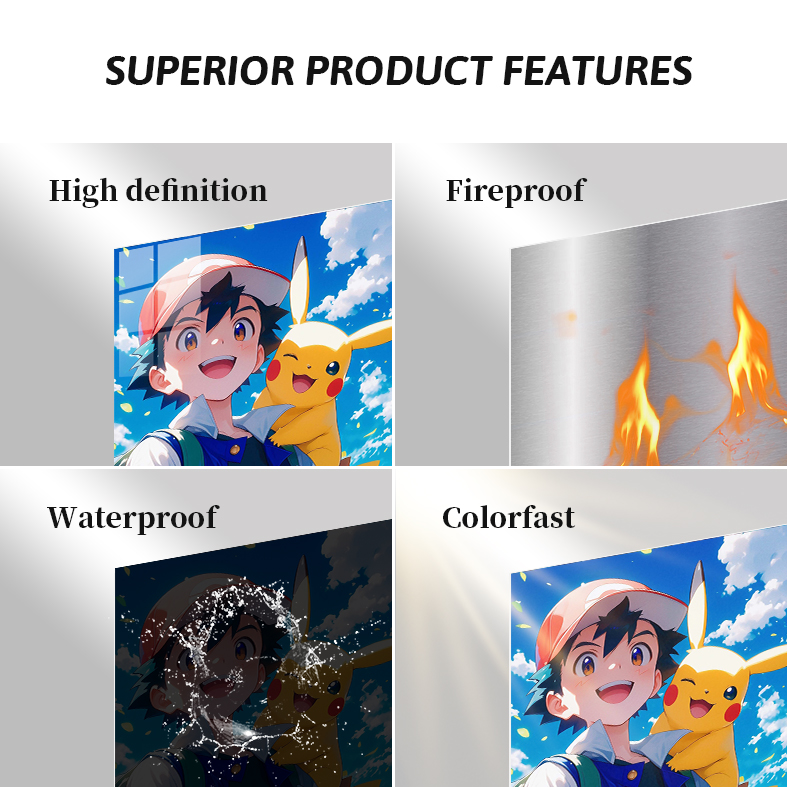 SUPERIOR PRODUCT FEATURES
High definition
Fireproof
Waterproof
Colorfast